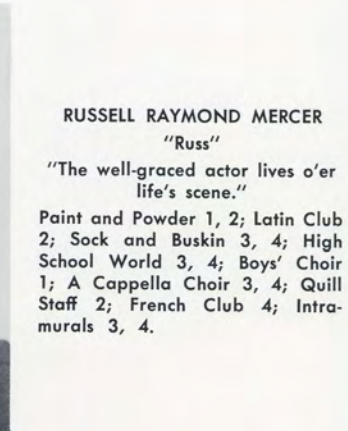 RUSSELL RAYMOND MERCER
"Russ"
"The well-graced actor lives o'er
life's scene."
Paint and Powder 1, 2; Latin Club
2; Sock and Buskin 3, 4; High
School World 3, 4; Boys' Choir
1; A Cappella Choir 3, 4; Quill
Staff 2; French Club 4; Intra-
murals 3, 4.